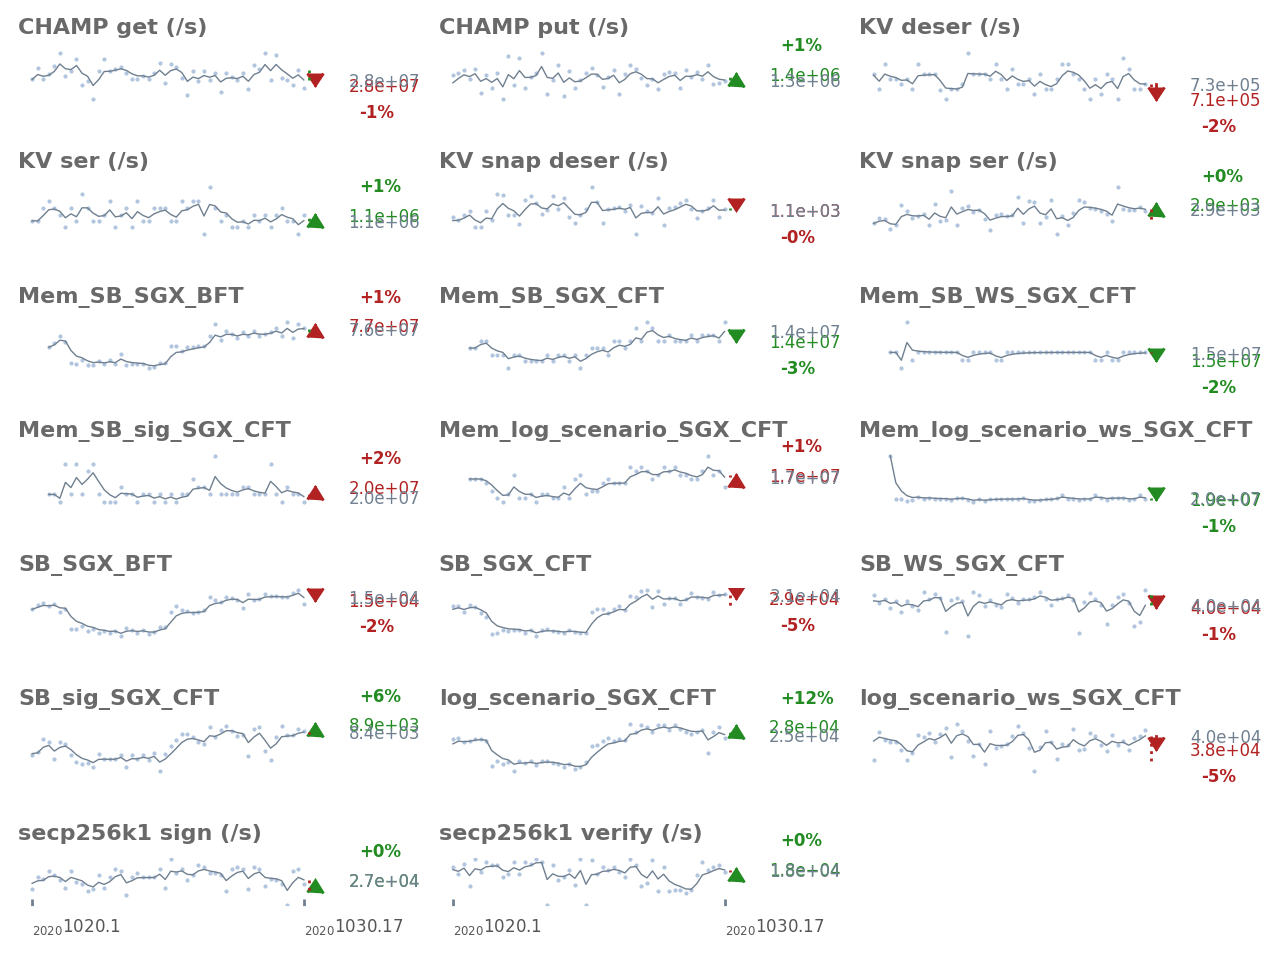 CHAMP get (/s)
2.8e+07
2.8e+07
-1%
CHAMP put (/s)
+1%
1.4e+06
1.3e+06
KV deser (/s)
7.3e+05
7.1e+05
-2%
KV ser (/s)
+1%
1.1e+06
1.1e+06
KV snap deser (/s)
1.1e+03
-0%
KV snap ser (/s)
+0%
2.9e+03
2.9e+03
Mem_SB_SGX_BFT
+1%
7.7e+07
7.6e+07
Mem_SB_SGX_CFT
1.4e+07
1.4e+07
-3%
Mem_SB_WS_SGX_CFT
1.5e+07
1.5e+07
-2%
Mem_SB_sig_SGX_CFT
+2%
2.0e+07
2.0e+07
Mem_log_scenario_SGX_CFT
+1%
1.7e+07
1.7e+07
Mem_log_scenario_ws_SGX_CFT
-1%
SB_SGX_BFT
1.5e+04
1.5e+04
-2%
SB_SGX_CFT
3.1e+04
2.9e+04
-5%
SB_WS_SGX_CFT
4.0e+04
4.0e+04
-1%
SB_sig_SGX_CFT
+6%
8.9e+03
8.4e+03
log_scenario_SGX_CFT
+12%
2.8e+04
2.5e+04
log_scenario_ws_SGX_CFT
4.0e+04
3.8e+04
-5%
secp256k1 sign (/s)
+0%
2.7e+04
secp256k1 verify (/s)
+0%
1.8e+04
2020 1020.1
2020 1030.17
2020 1020.1
2020 1030.17